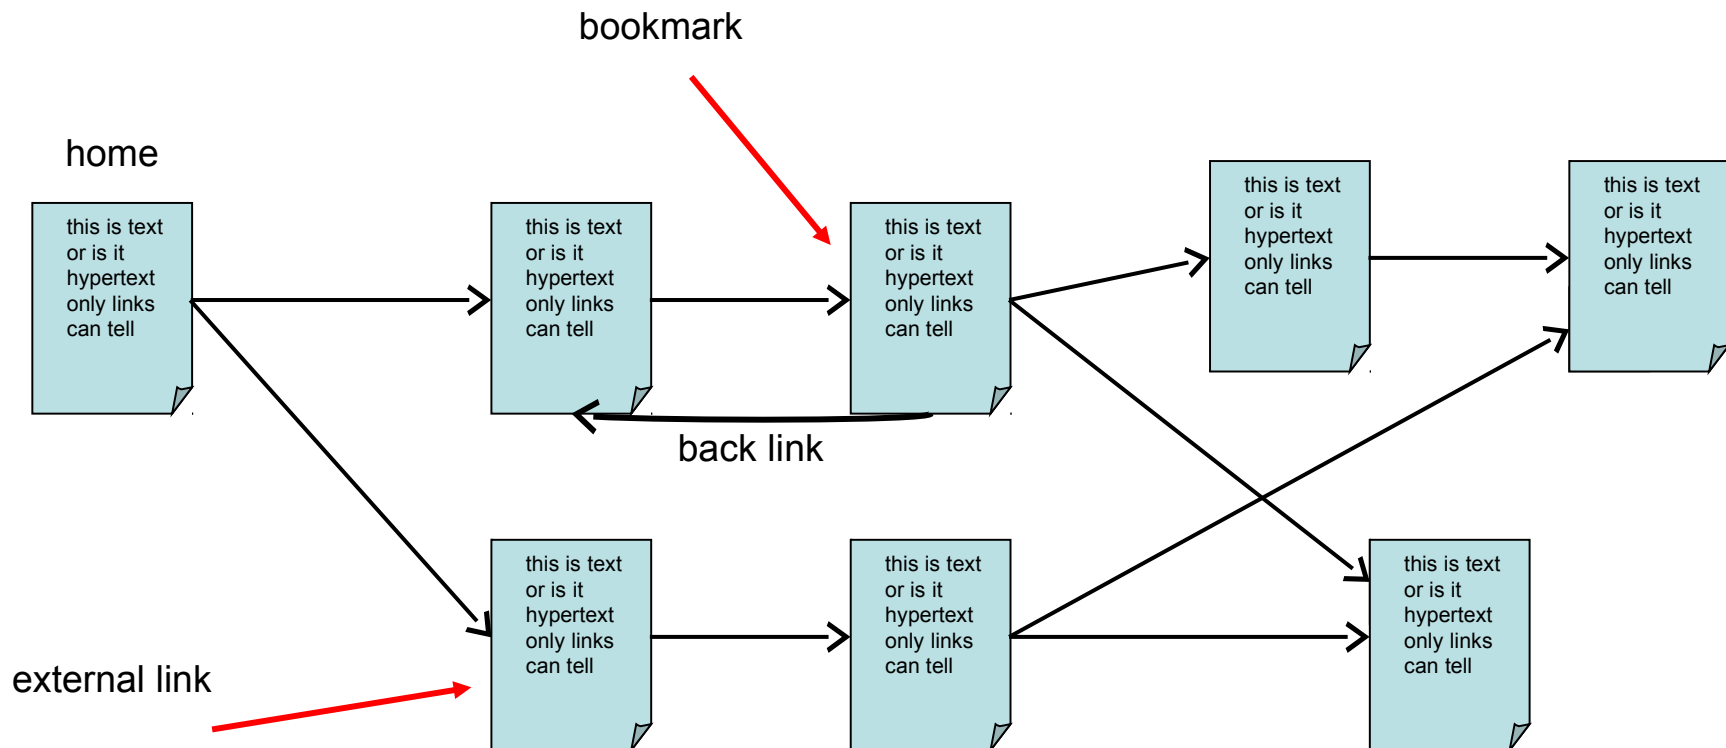 bookmark
home
this is text
or is it
hypertext
only links
can tell
this is text
or is it
hypertext
only links
can tell
this is text
or is it
hypertext
only links
can tell
this is text
or is it
hypertext
only links
can tell
this is text
or is it
hypertext
only links
can tell
back link
this is text
or is it
hypertext
only links
can tell
this is text
or is it
hypertext
only links
can tell
this is text
or is it
hypertext
only links
can tell
external link